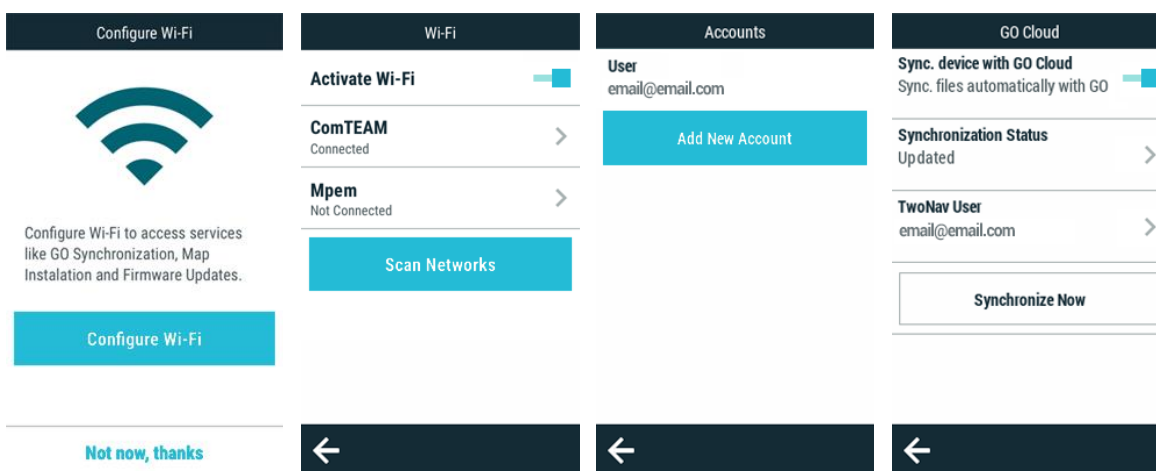 Configure Wi-Fi
Configure Wi-Fi to access services
like GO Synchronization, Map
Instalation and Firmware Updates.
Configure Wi-Fi
Not now, thanks
Wi-Fi
Activate Wi-Fi
ComTEAM
Connected
Mpem
Not Connected
Scan Networks
Accounts
User
email@email.com
Add New Account
GO Cloud
Sync. device with GO Cloud
Sync. files automatically with GO
Synchronization Status
Updated
TwoNav User
email@email.com
Synchronize Now